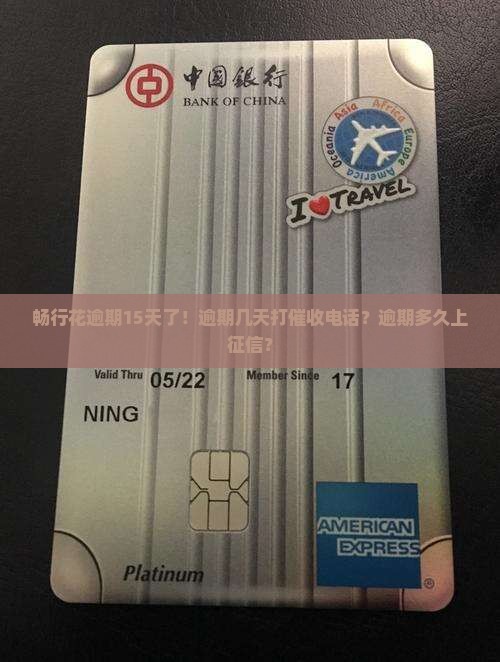 中国銀行
BANK OF CHINA
Oceania Asia Africa Europe America
I❤TRAVEL
畅行花逾期15天了！逾期几天打催收电话？逾期多久上
征信？
Valid Thru 05/22 Member Since 17
NING
AMERICAN
EXPRESS
®
Platinum